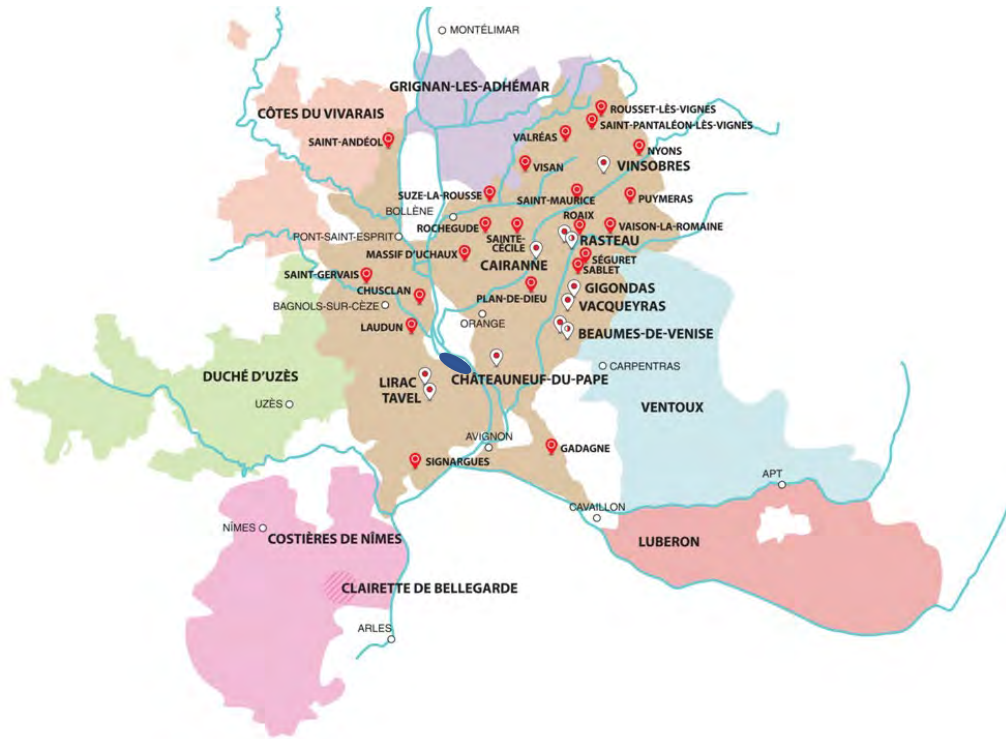 MONTÉLIMAR
GRIGNAN-LES-ADHÉMAR
CÔTES DU VIVARAIS
ROUSSET-LÈS-VIGNES
SAINT-PANTALÉON-LÈS-VIGNES
VALRÉAS
SAINT-ANDÉOL
NYONS
VINSOBRES
VISAN
SUZE-LA-ROUSSE
SAINT-MAURICE
PUYMERAS
BOLLÈNE
ROAIX
ROCHEGUDE
VAISON-LA-ROMAINE
SAINTE-
CÉCILE
PONT-SAINT-ESPRIT
RASTEAU
MASSIF D'UCHAUX
CAIRANNE
SÉGURET
SABLET
SAINT-GERVAIS
CHUSCLAN
PLAN-DE-DIEU
GIGONDAS
VACQUEYRAS
BAGNOLS-SUR-CÈZE
ORANGE
LAUDUN
BEAUMES-DE-VENISE
CARPENTRAS
DUCHÉ D'UZÈS
LIRAC
TAVEL
CHÂTEAUNEUF-DU-PAPE
UZÈS
VENTOUX
AVIGNON
GADAGNE
SIGNARGUES
APT
CAVAILLON
NÎMES
COSTIÈRES DE NÎMES
LUBERON
CLAIRETTE DE BELLEGARDE
ARLES